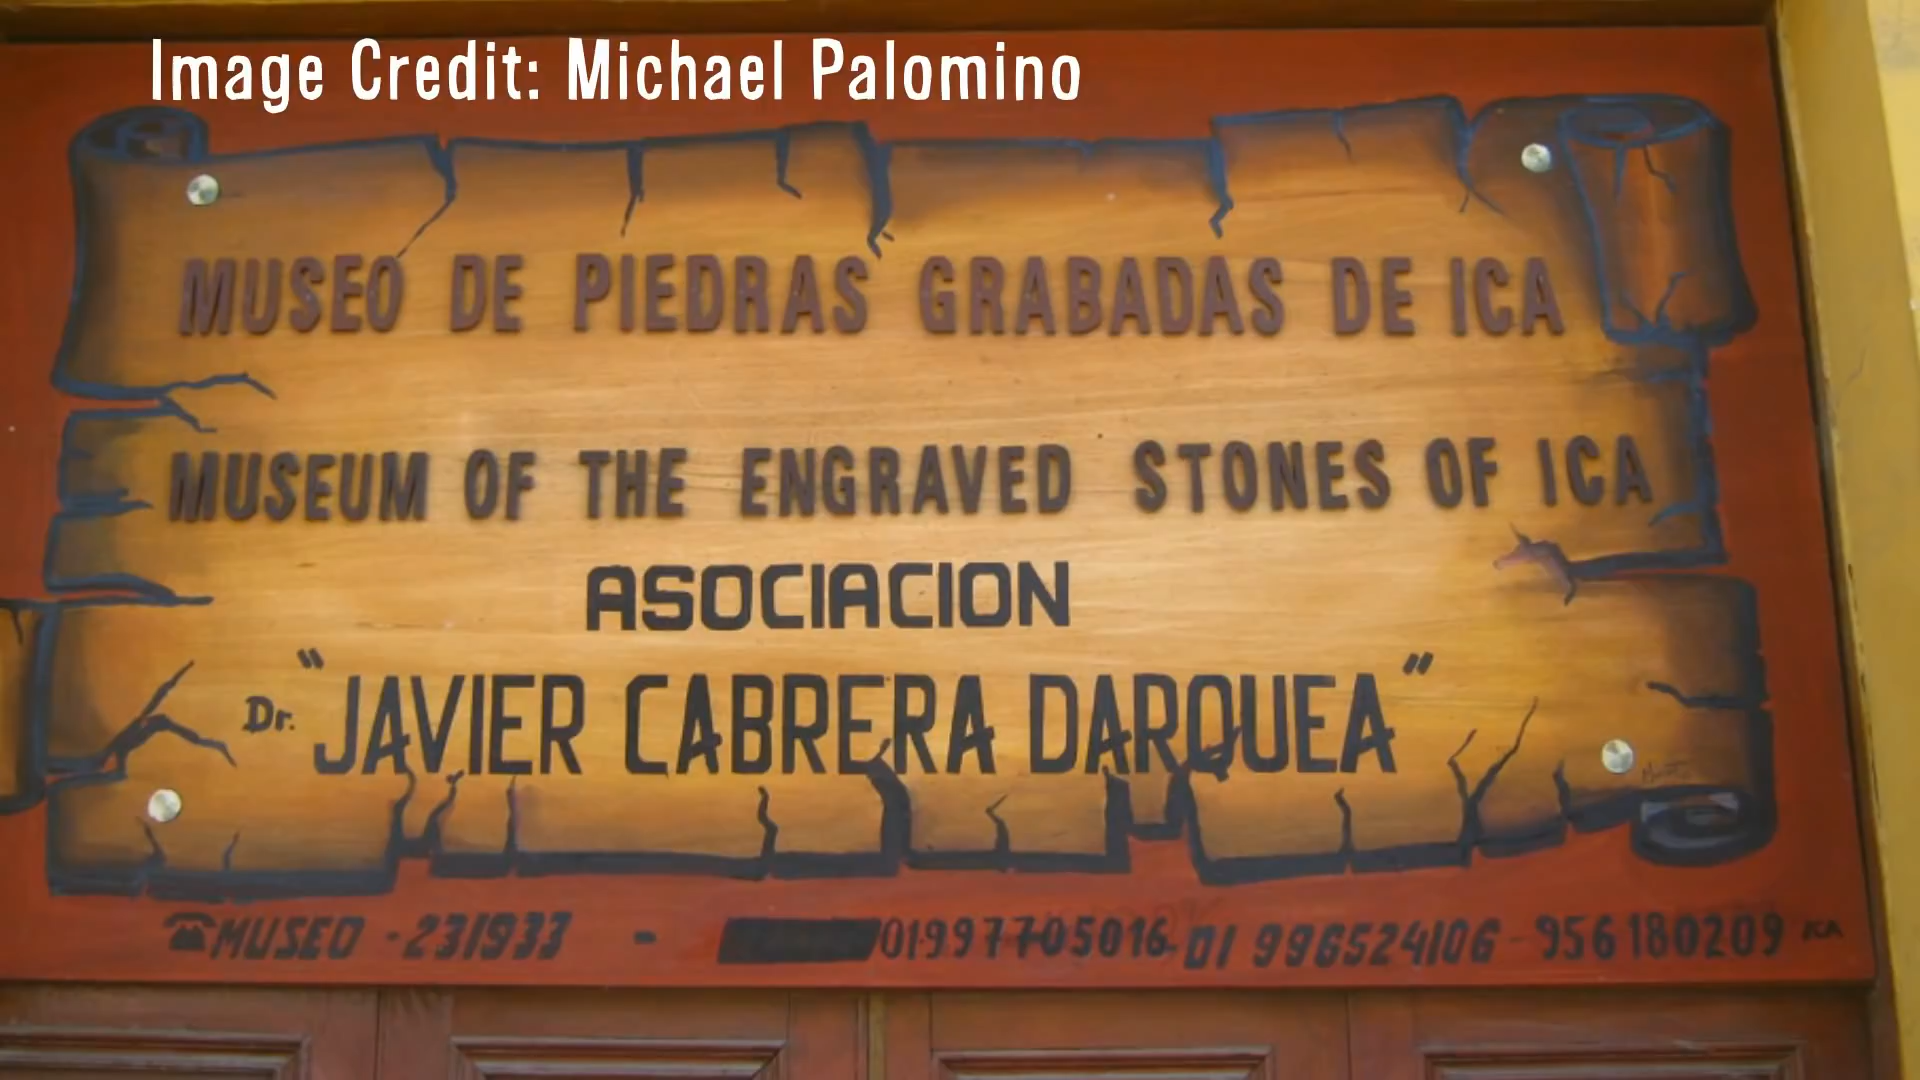 Image Credit: Michael Palomino
MUSEO DE PIEDRAS GRABADAS DE ICA
MUSEUM OF THE ENGRAVED STONES OF ICA
ASOCIACION
Dr. "JAVIER CABRERA DARQUEA"
MUSEO - 231933 - 01997705016 - 01 996524106 - 956180209 ICA